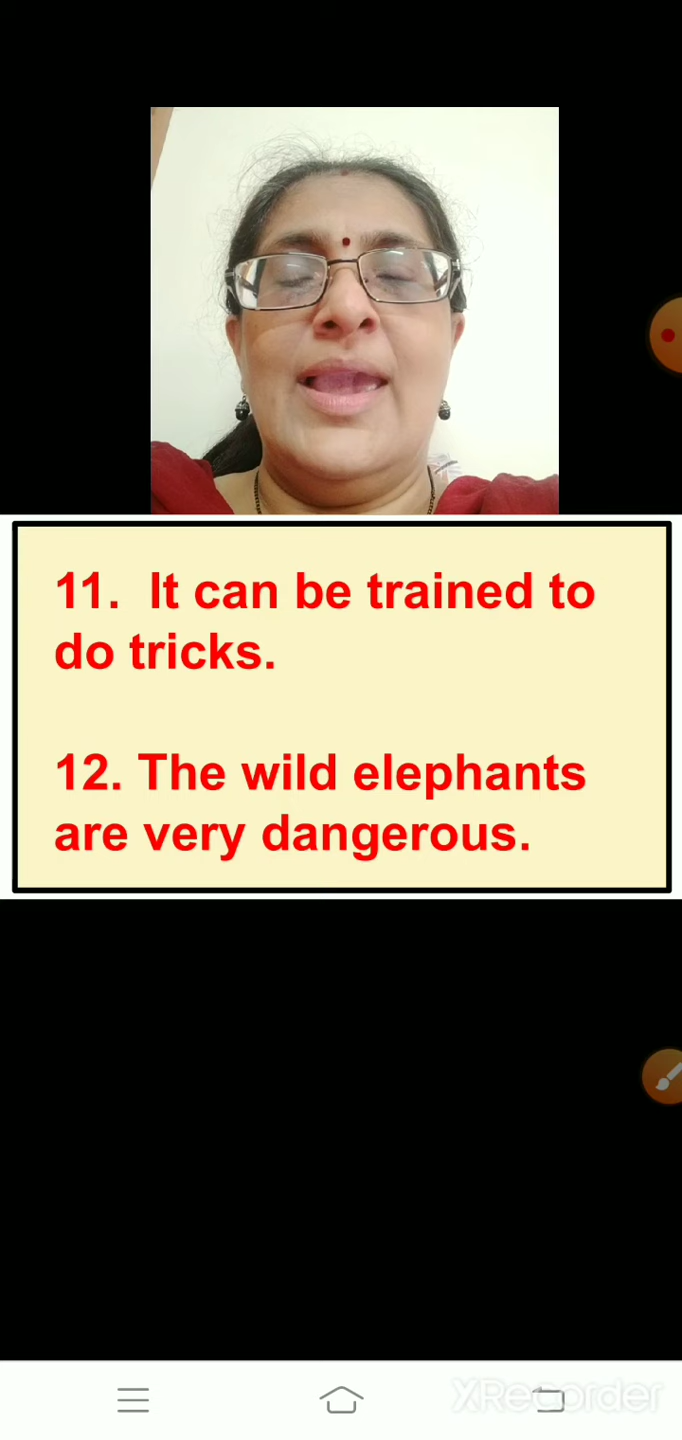 11.  It can be trained to
do tricks.
12. The wild elephants
are very dangerous.
XRecorder